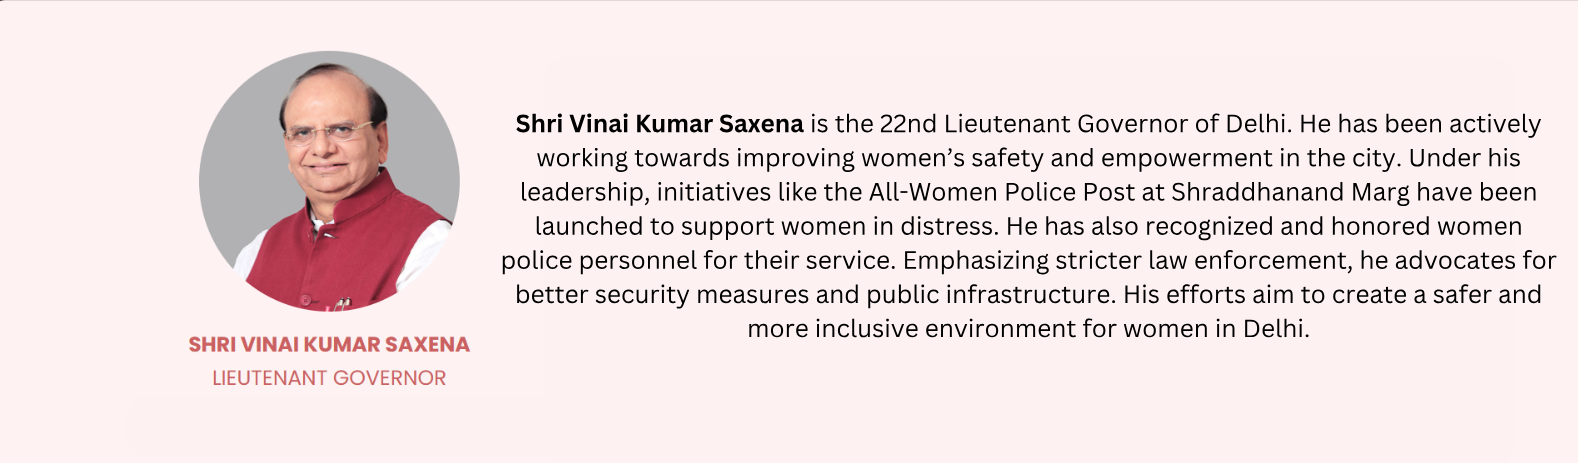 Shri Vinai Kumar Saxena is the 22nd Lieutenant Governor of Delhi. He has been actively
working towards improving women’s safety and empowerment in the city. Under his
leadership, initiatives like the All-Women Police Post at Shraddhanand Marg have been
launched to support women in distress. He has also recognized and honored women
police personnel for their service. Emphasizing stricter law enforcement, he advocates for
better security measures and public infrastructure. His efforts aim to create a safer and
more inclusive environment for women in Delhi.
SHRI VINAI KUMAR SAXENA
LIEUTENANT GOVERNOR